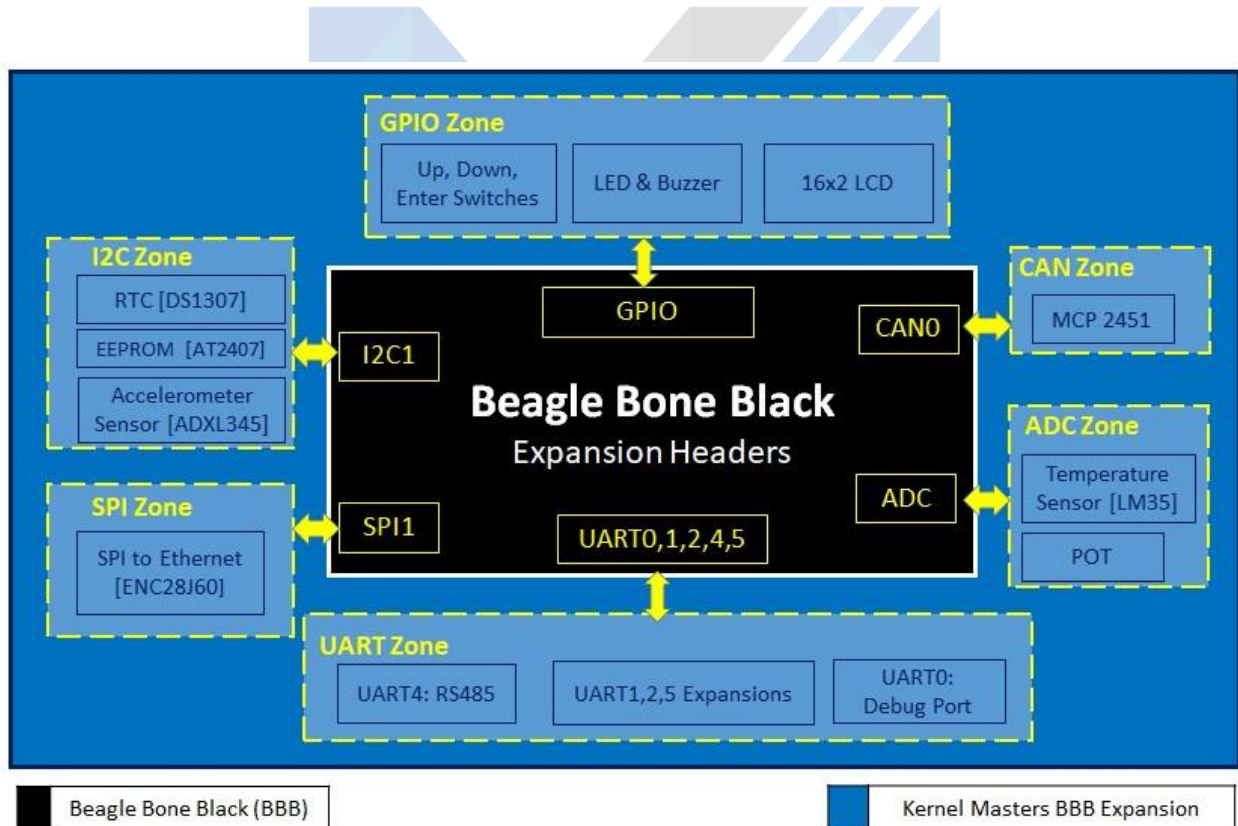 GPIO Zone
Up, Down,
Enter Switches
LED & Buzzer
16x2 LCD
I2C Zone
RTC [DS1307]
EEPROM [AT2407]
Accelerometer
Sensor [ADXL345]
SPI Zone
SPI to Ethernet
[ENC28J60]
GPIO
I2C1
CAN0
Beagle Bone Black
Expansion Headers
SPI1
ADC
UART0,1,2,4,5
CAN Zone
MCP 2451
ADC Zone
Temperature
Sensor [LM35]
POT
UART Zone
UART4: RS485
UART1,2,5 Expansions
UART0:
Debug Port
Beagle Bone Black (BBB)
Kernel Masters BBB Expansion